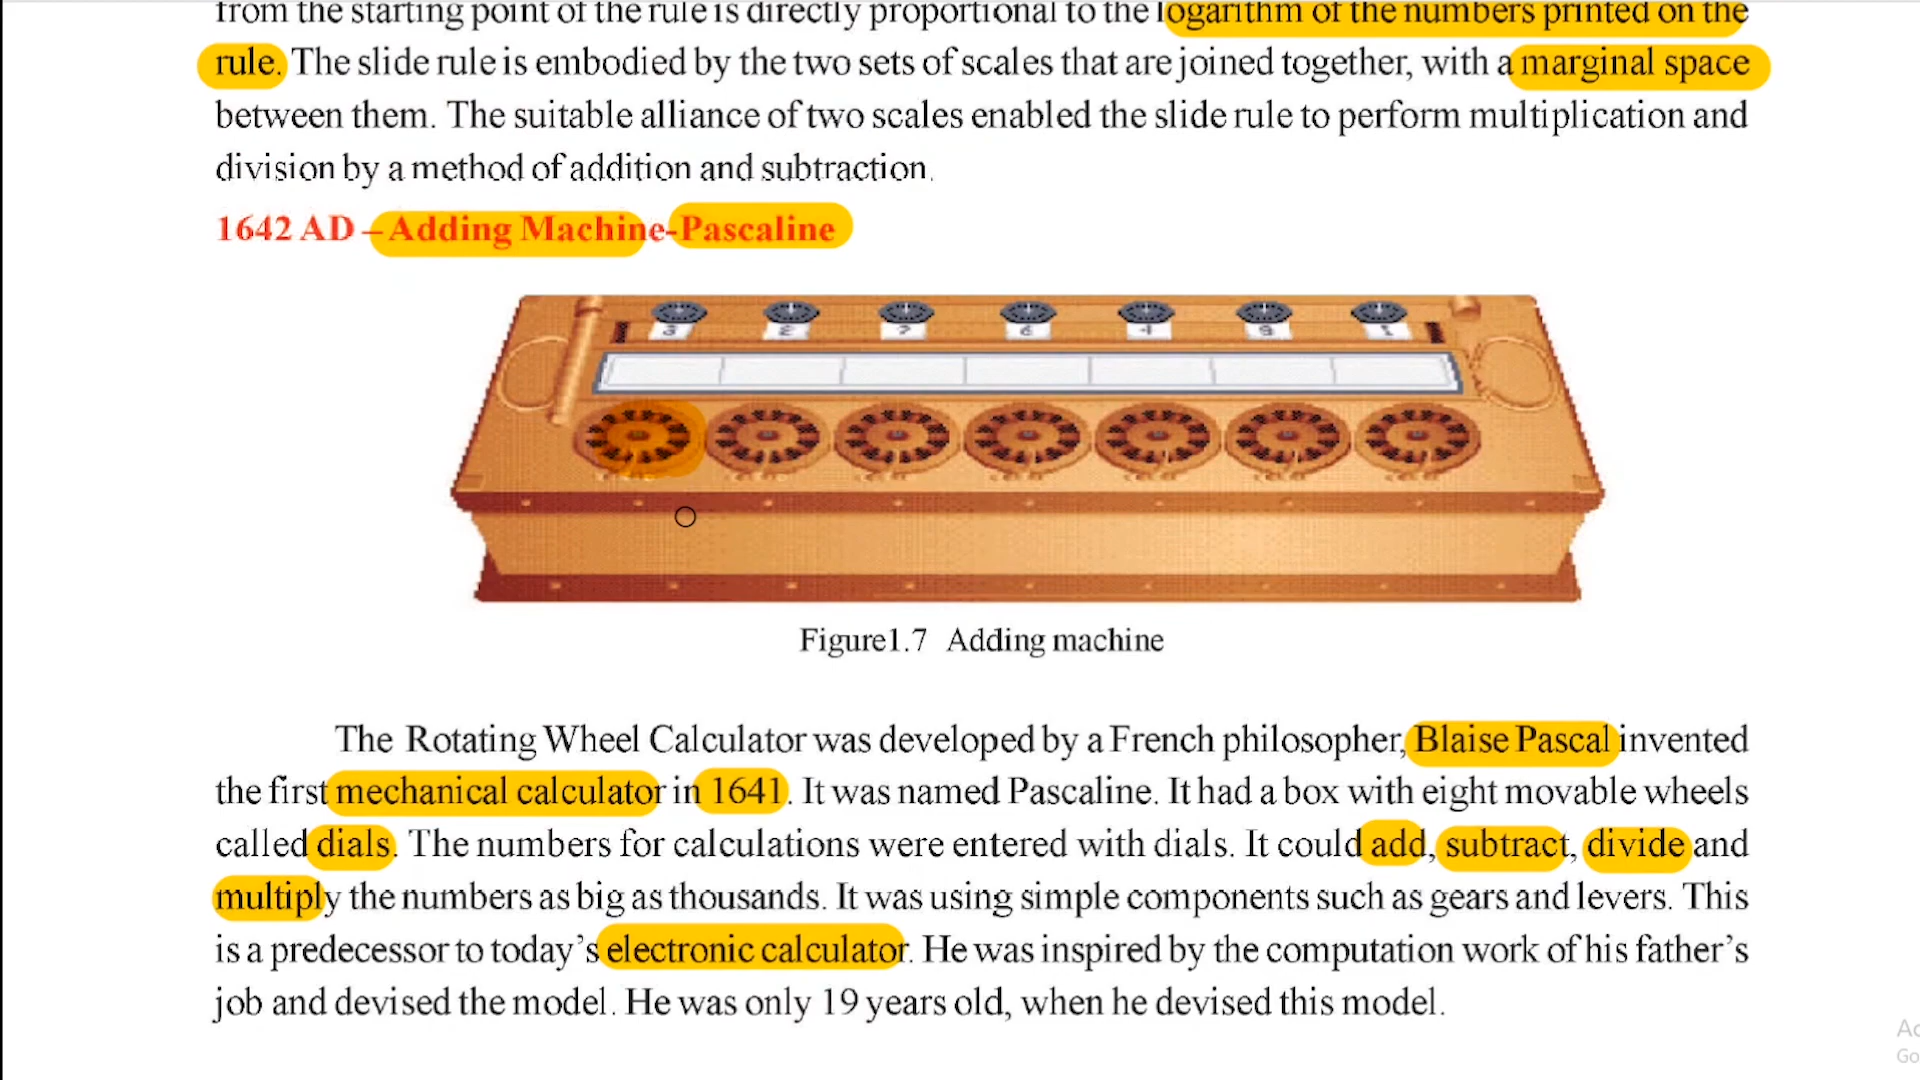 from the starting point of the rule is directly proportional to the logarithm of the numbers printed on the
rule. The slide rule is embodied by the two sets of scales that are joined together, with a marginal space
between them. The suitable alliance of two scales enabled the slide rule to perform multiplication and
division by a method of addition and subtraction.
1642 AD – Adding Machine-Pascaline
Figure1.7 Adding machine
The Rotating Wheel Calculator was developed by a French philosopher, Blaise Pascal invented
the first mechanical calculator in 1641. It was named Pascaline. It had a box with eight movable wheels
called dials. The numbers for calculations were entered with dials. It could add, subtract, divide and
multiply the numbers as big as thousands. It was using simple components such as gears and levers. This
is a predecessor to today's electronic calculator. He was inspired by the computation work of his father's
job and devised the model. He was only 19 years old, when he devised this model.